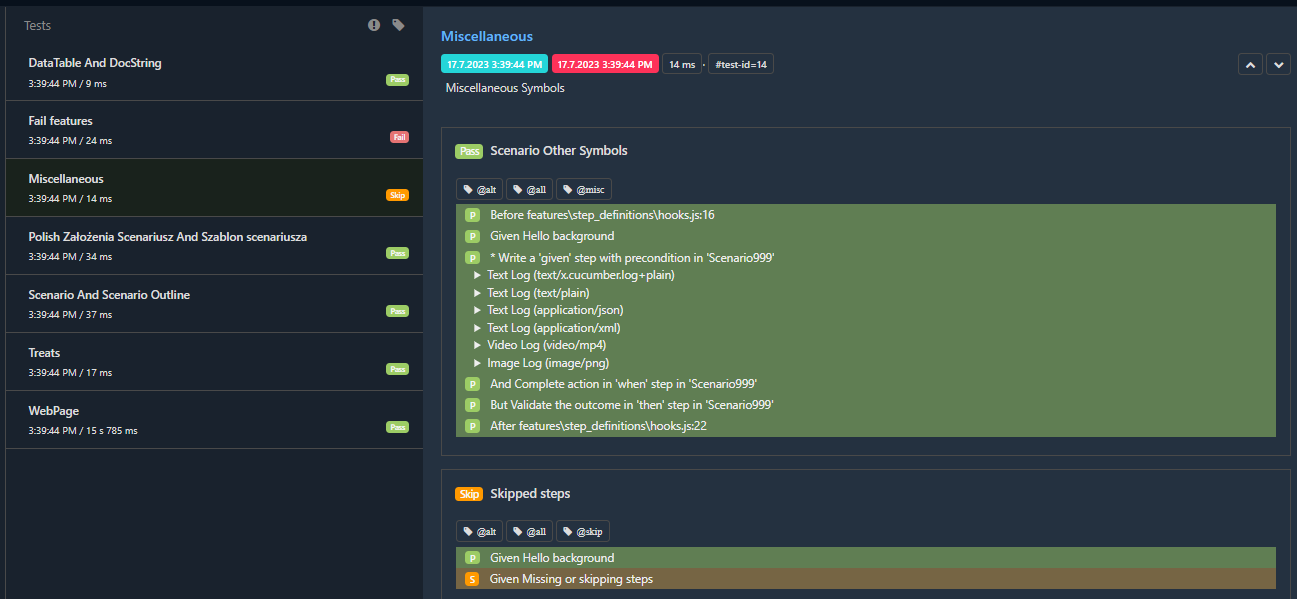 Tests
DataTable And DocString
3:39:44 PM / 9 ms
Pass
Fail features
3:39:44 PM / 24 ms
Fail
Miscellaneous
3:39:44 PM / 14 ms
Skip
Polish Założenia Scenariusz And Szablon scenariusza
3:39:44 PM / 34 ms
Pass
Scenario And Scenario Outline
3:39:44 PM / 37 ms
Pass
Treats
3:39:44 PM / 17 ms
Pass
WebPage
3:39:44 PM / 15 s 785 ms
Pass
Miscellaneous
17.7.2023 3:39:44 PM 17.7.2023 3:39:44 PM 14 ms · #test-id=14
Miscellaneous Symbols
Pass Scenario Other Symbols
@alt @all @misc
P Before features\step_definitions\hooks.js:16
P Given Hello background
P * Write a 'given' step with precondition in 'Scenario999'
Text Log (text/x.cucumber.log+plain)
Text Log (text/plain)
Text Log (application/json)
Text Log (application/xml)
Video Log (video/mp4)
Image Log (image/png)
P And Complete action in 'when' step in 'Scenario999'
P But Validate the outcome in 'then' step in 'Scenario999'
P After features\step_definitions\hooks.js:22
Skip Skipped steps
@alt @all @skip
P Given Hello background
S Given Missing or skipping steps